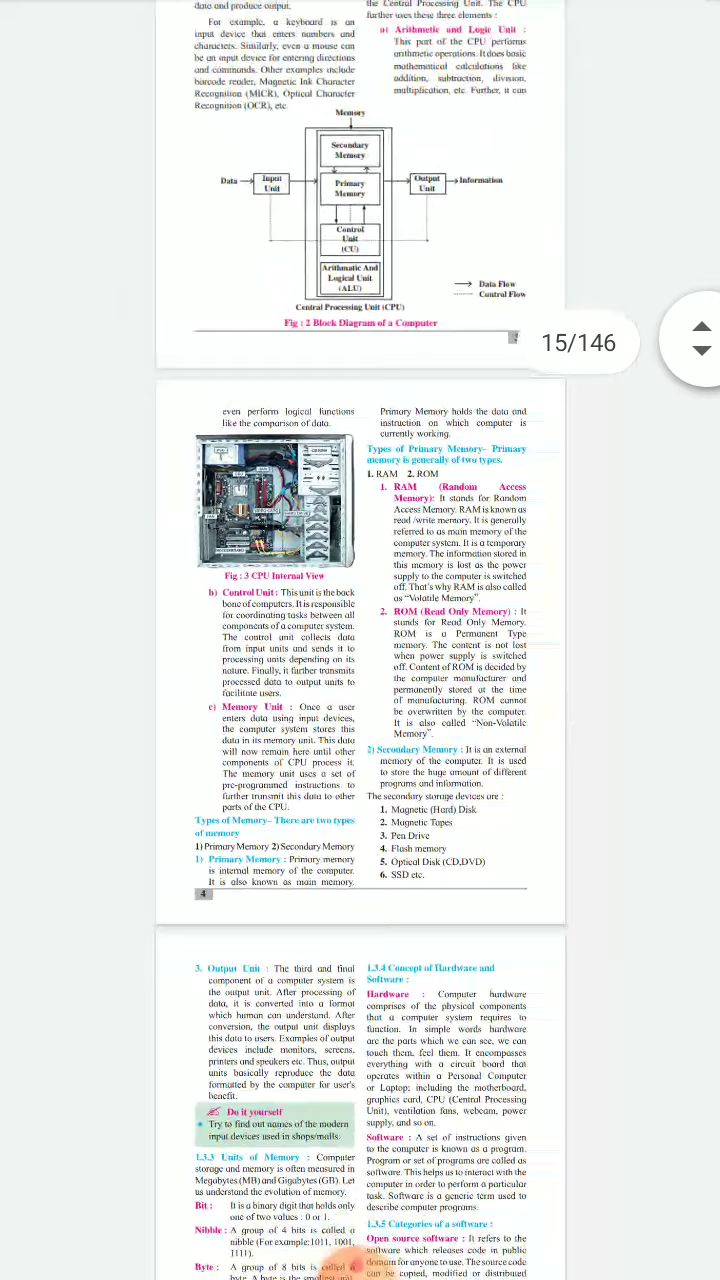 data and produce output.
For example, a keyboard is an
input device that enters numbers and
characters. Similarly, even a mouse can
be an input device for entering directions
and commands. Other examples include
barcode reader, Magnetic Ink Character
Recognition (MICR), Optical Character
Recognition (OCR), etc.
the Central Processing Unit. The CPU
further uses these three elements :
a) Arithmetic and Logic Unit :
This part of the CPU performs
arithmetic operations. It does basic
mathematical calculations like
addition, subtraction, division,
multiplication, etc. Further, it can
Memory
Secondary
Memory
Data
Input
Unit
Primary
Memory
Output
Unit
Information
Control
Unit
(CU)
Arithmatic And
Logical Unit
(ALU)
Data Flow
Control Flow
Central Processing Unit (CPU)
Fig : 2 Block Diagram of a Computer
15/146
even perform logical functions
like the comparison of data.
Fig : 3 CPU Internal View
b) Control Unit : This unit is the back
bone of computers. It is responsible
for coordinating tasks between all
components of a computer system.
The control unit collects data
from input units and sends it to
processing units depending on its
nature. Finally, it further transmits
processed data to output units to
facilitate users.
c) Memory Unit : Once a user
enters data using input devices,
the computer system stores this
data in its memory unit. This data
will now remain here until other
components of CPU process it.
The memory unit uses a set of
pre-programmed instructions to
further transmit this data to other
parts of the CPU.
Types of Memory- There are two types
of memory
1) Primary Memory 2) Secondary Memory
1) Primary Memory : Primary memory
is internal memory of the computer.
It is also known as main memory.
4
Primary Memory holds the data and
instruction on which computer is
currently working.
Types of Primary Memory- Primary
memory is generally of two types.
1. RAM 2. ROM
1. RAM (Random Access
Memory): It stands for Random
Access Memory. RAM is known as
read /write memory. It is generally
referred to as main memory of the
computer system. It is a temporary
memory. The information stored in
this memory is lost as the power
supply to the computer is switched
off. That's why RAM is also called
as "Volatile Memory".
2. ROM (Read Only Memory) : It
stands for Read Only Memory.
ROM is a Permanent Type
memory. The content is not lost
when power supply is switched
off. Content of ROM is decided by
the computer manufacturer and
permanently stored at the time
of manufacturing. ROM cannot
be overwritten by the computer.
It is also called "Non-Volatile
Memory".
2) Secondary Memory : It is an external
memory of the computer. It is used
to store the huge amount of different
programs and information.
The secondary storage devices are :
1. Magnetic (Hard) Disk
2. Magnetic Tapes
3. Pen Drive
4. Flash memory
5. Optical Disk (CD,DVD)
6. SSD etc.
3. Output Unit : The third and final
component of a computer system is
the output unit. After processing of
data, it is converted into a format
which human can understand. After
conversion, the output unit displays
this data to users. Examples of output
devices include monitors, screens,
printers and speakers etc. Thus, output
units basically reproduce the data
formatted by the computer for user's
benefit.
Do it yourself
• Try to find out names of the modern
input devices used in shops/malls.
1.3.3 Units of Memory : Computer
storage and memory is often measured in
Megabytes (MB) and Gigabytes (GB). Let
us understand the evolution of memory.
Bit : It is a binary digit that holds only
one of two values : 0 or 1.
Nibble : A group of 4 bits is called a
nibble (For example:1011, 1001,
1111).
Byte : A group of 8 bits is called a
byte. A byte is the smallest unit
1.3.4 Concept of Hardware and
Software :
Hardware : Computer hardware
comprises of the physical components
that a computer system requires to
function. In simple words hardware
are the parts which we can see, we can
touch them, feel them. It encompasses
everything with a circuit board that
operates within a Personal Computer
or Laptop; including the motherboard,
graphics card, CPU (Central Processing
Unit), ventilation fans, webcam, power
supply, and so on.
Software : A set of instructions given
to the computer is known as a program.
Program or set of programs are called as
software. This helps us to interact with the
computer in order to perform a particular
task. Software is a generic term used to
describe computer programs.
1.3.5 Categories of a software :
Open source software : It refers to the
software which releases code in public
domain for anyone to use. The source code
can be copied, modified or distributed